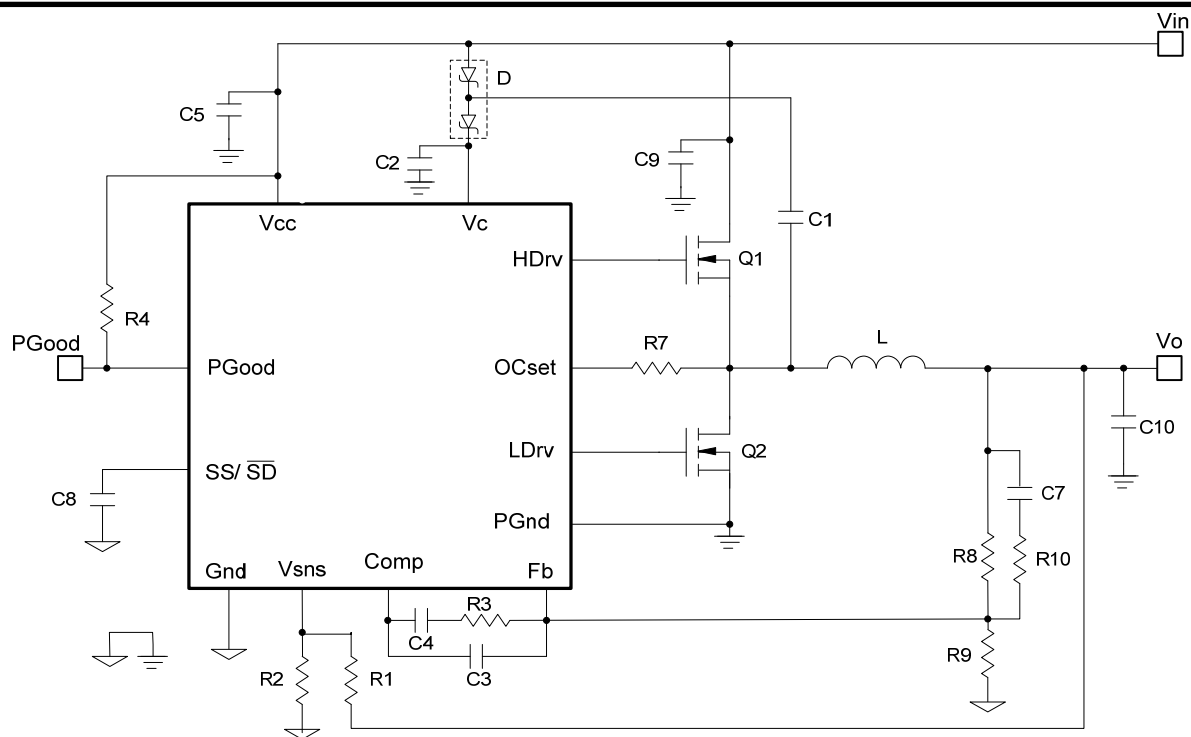 Vin
D
C5
C2
C9
Vcc
Vc
C1
HDrv
Q1
R4
PGood
R7
L
Vo
PGood
OCset
C10
LDrv
Q2
SS/ SD
C7
C8
PGnd
R8
R10
Gnd
Vsns
Comp
Fb
R3
C4
R9
R2
R1
C3